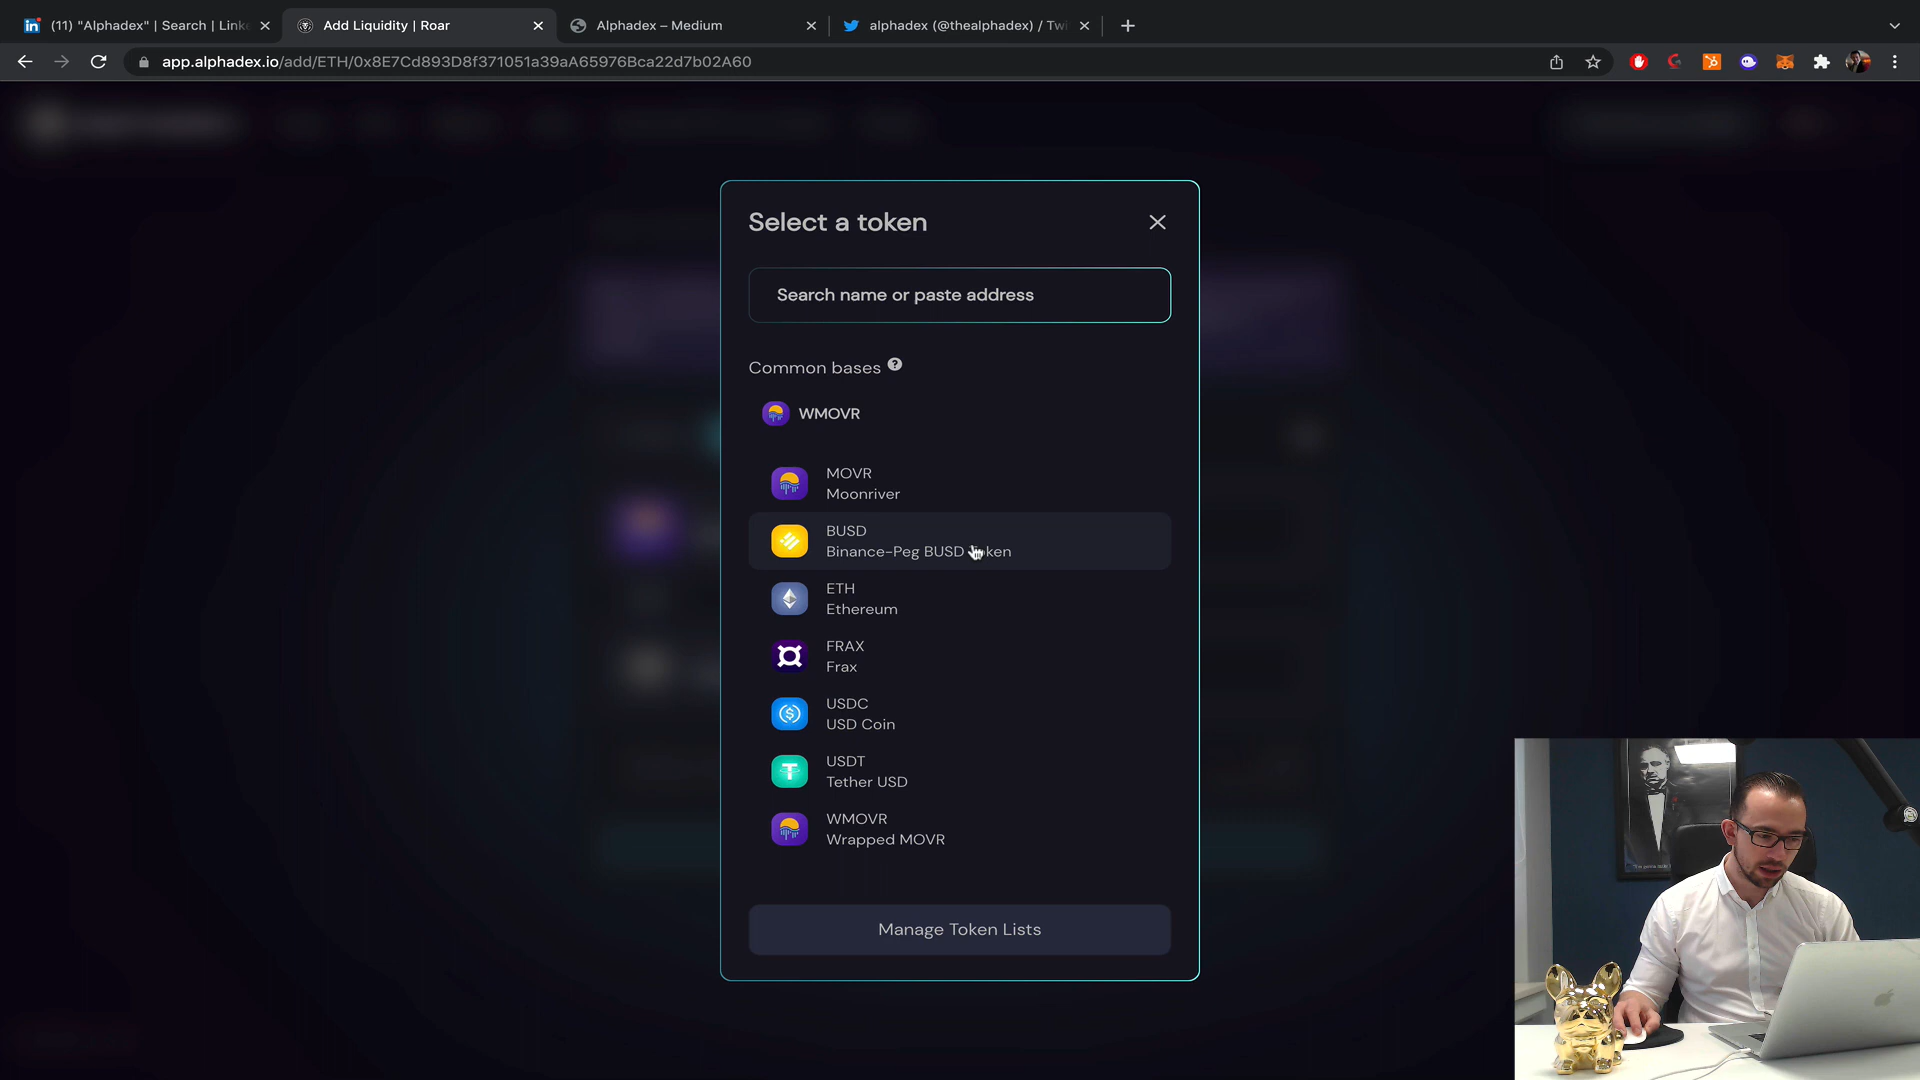 (11) "Alphadex" | Search | Linke
Add Liquidity | Roar
Alphadex – Medium
alphadex (@thealphadex) / Twi
app.alphadex.io/add/ETH/0x8E7Cd893D8f371051a39aA65976Bca22d7b02A60
Select a token
Search name or paste address
Common bases ?
WMOVR
MOVR
Moonriver
BUSD
Binance-Peg BUSD Token
ETH
Ethereum
FRAX
Frax
USDC
USD Coin
USDT
Tether USD
WMOVR
Wrapped MOVR
Manage Token Lists